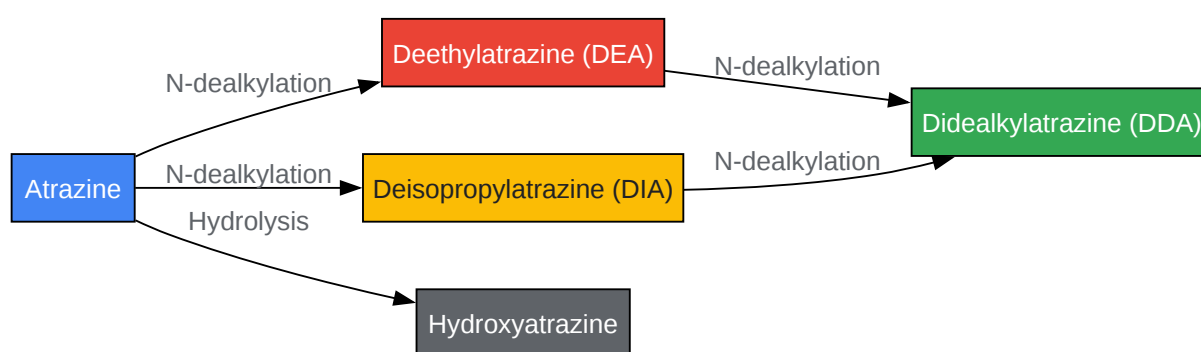 Deethylatrazine (DEA)
N-dealkylation
N-dealkylation
Didealkylatrazine (DDA)
Atrazine
N-dealkylation
Deisopropylatrazine (DIA)
N-dealkylation
Hydrolysis
Hydroxyatrazine